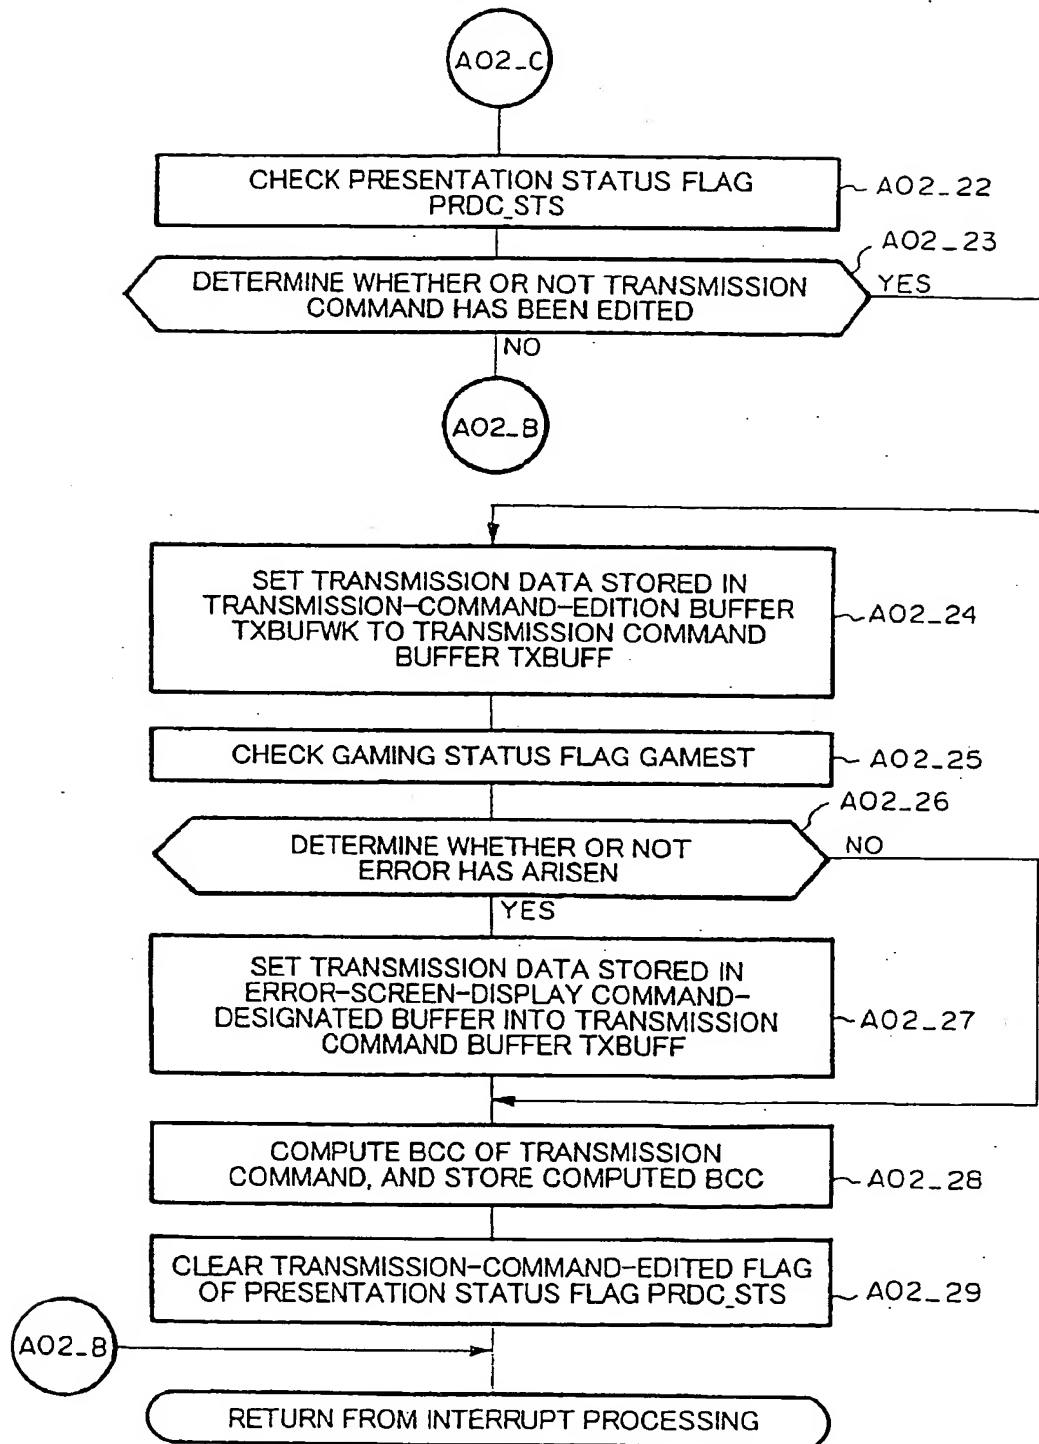 A02_C
CHECK PRESENTATION STATUS FLAG
PRDC_STS
A02_22
A02_23
DETERMINE WHETHER OR NOT TRANSMISSION
COMMAND HAS BEEN EDITED
YES
NO
A02_B
SET TRANSMISSION DATA STORED IN
TRANSMISSION-COMMAND-EDITION BUFFER
TXBUFWK TO TRANSMISSION COMMAND
BUFFER TXBUFF
A02_24
CHECK GAMING STATUS FLAG GAMEST
A02_25
A02_26
DETERMINE WHETHER OR NOT
ERROR HAS ARISEN
NO
YES
SET TRANSMISSION DATA STORED IN
ERROR-SCREEN-DISPLAY COMMAND-
DESIGNATED BUFFER INTO TRANSMISSION
COMMAND BUFFER TXBUFF
A02_27
COMPUTE BCC OF TRANSMISSION
COMMAND, AND STORE COMPUTED BCC
A02_28
CLEAR TRANSMISSION-COMMAND-EDITED FLAG
OF PRESENTATION STATUS FLAG PRDC_STS
A02_29
A02_B
RETURN FROM INTERRUPT PROCESSING